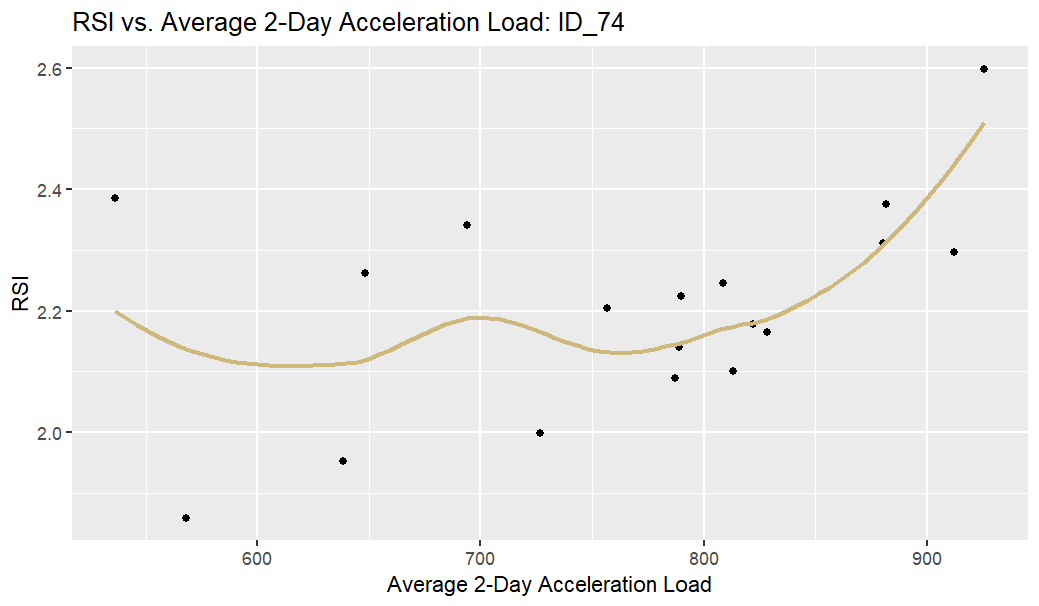 RSI vs. Average 2-Day Acceleration Load: ID_74
2.6
2.4
2.2
2.0
RSI
600 700 800 900
Average 2-Day Acceleration Load